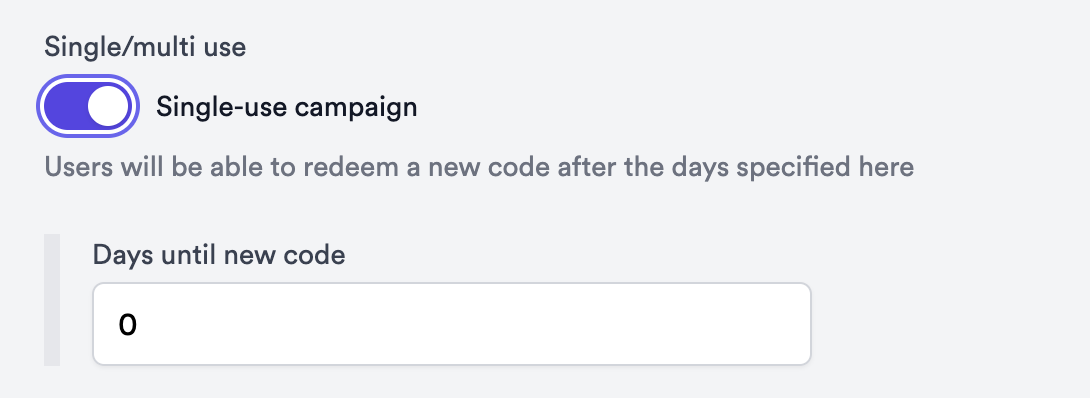 Single/multi use
Single-use campaign
Users will be able to redeem a new code after the days specified here
Days until new code
0